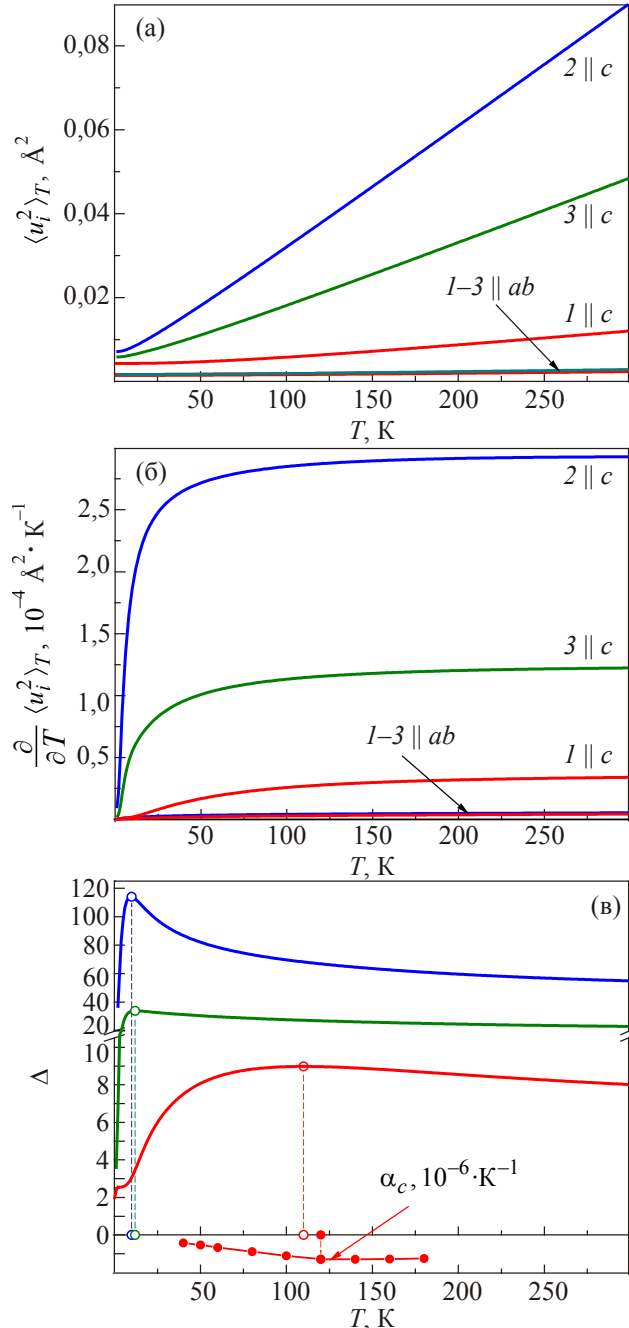 (а)
0,08
0,06
0,04
0,02
⟨u_i^2⟩_T, Å^2
2 || c
3 || c
1–3 || ab
1 || c
50 100 150 200 250
T, К
(б)
2,5
2,0
1,5
1,0
0,5
∂/∂T ⟨u_i^2⟩_T, 10^−4 Å^2 · К^−1
2 || c
3 || c
1–3 || ab
1 || c
50 100 150 200 250
T, К
(в)
120
100
80
60
40
20
10
8
6
4
2
0
Δ
α_c, 10^−6·К^−1
50 100 150 200 250
T, К